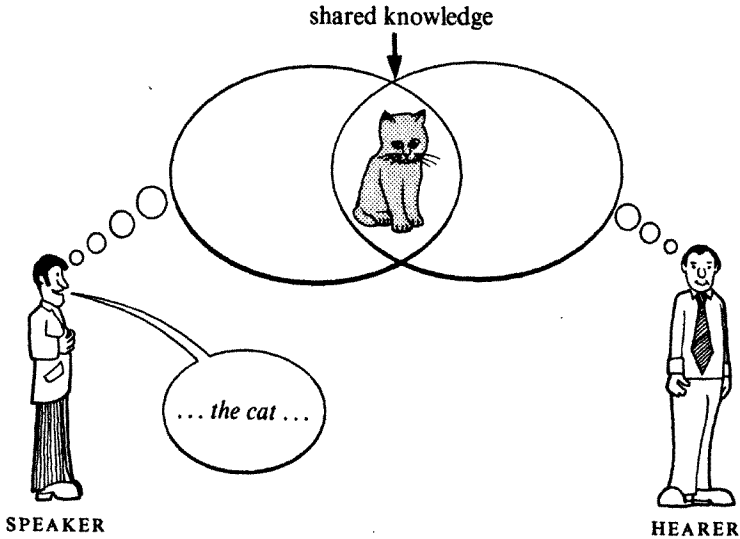 shared knowledge
... the cat ...
SPEAKER
HEARER